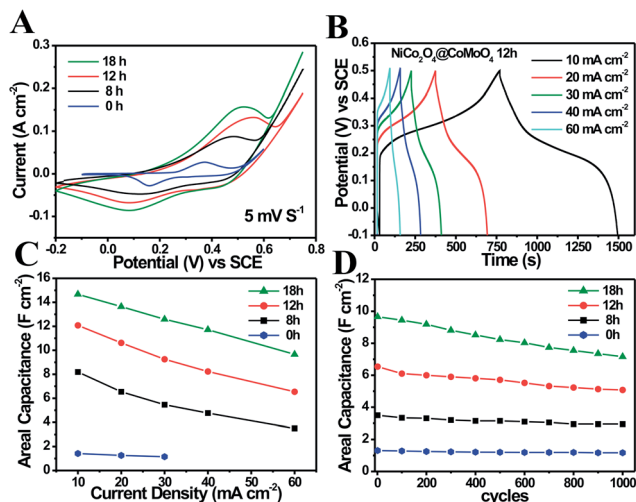 A
0.3
0.2
0.1
0.0
-0.1
Current (A cm-2)
18 h
12 h
8 h
0 h
5 mV S-1
-0.2
0.0
0.2
0.4
0.6
0.8
Potential (V) vs SCE
B
0.6
0.5
0.4
0.3
0.2
0.1
0.0
-0.1
Potential (V) vs SCE
NiCo2O4@CoMoO4 12h
10 mA cm-2
20 mA cm-2
30 mA cm-2
40 mA cm-2
60 mA cm-2
0
250
500
750
1000
1250
1500
Time (s)
C
16
14
12
10
8
6
4
2
0
Areal Capacitance (F cm-2)
18h
12h
8h
0h
10
20
30
40
50
60
Current Density (mA cm-2)
D
12
10
8
6
4
2
0
Areal Capacitance (F cm-2)
18h
12h
8h
0h
0
200
400
600
800
1000
cycles